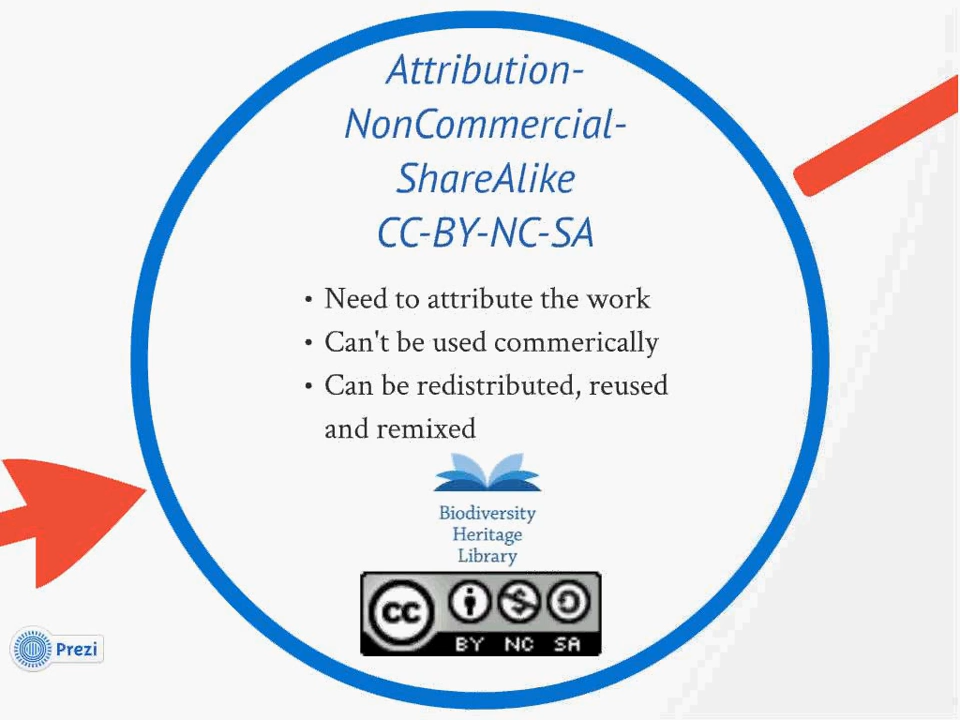 Attribution-
NonCommercial-
ShareAlike
CC-BY-NC-SA
• Need to attribute the work
• Can't be used commerically
• Can be redistributed, reused
and remixed
Biodiversity
Heritage
Library
CC
BY NC SA
Prezi